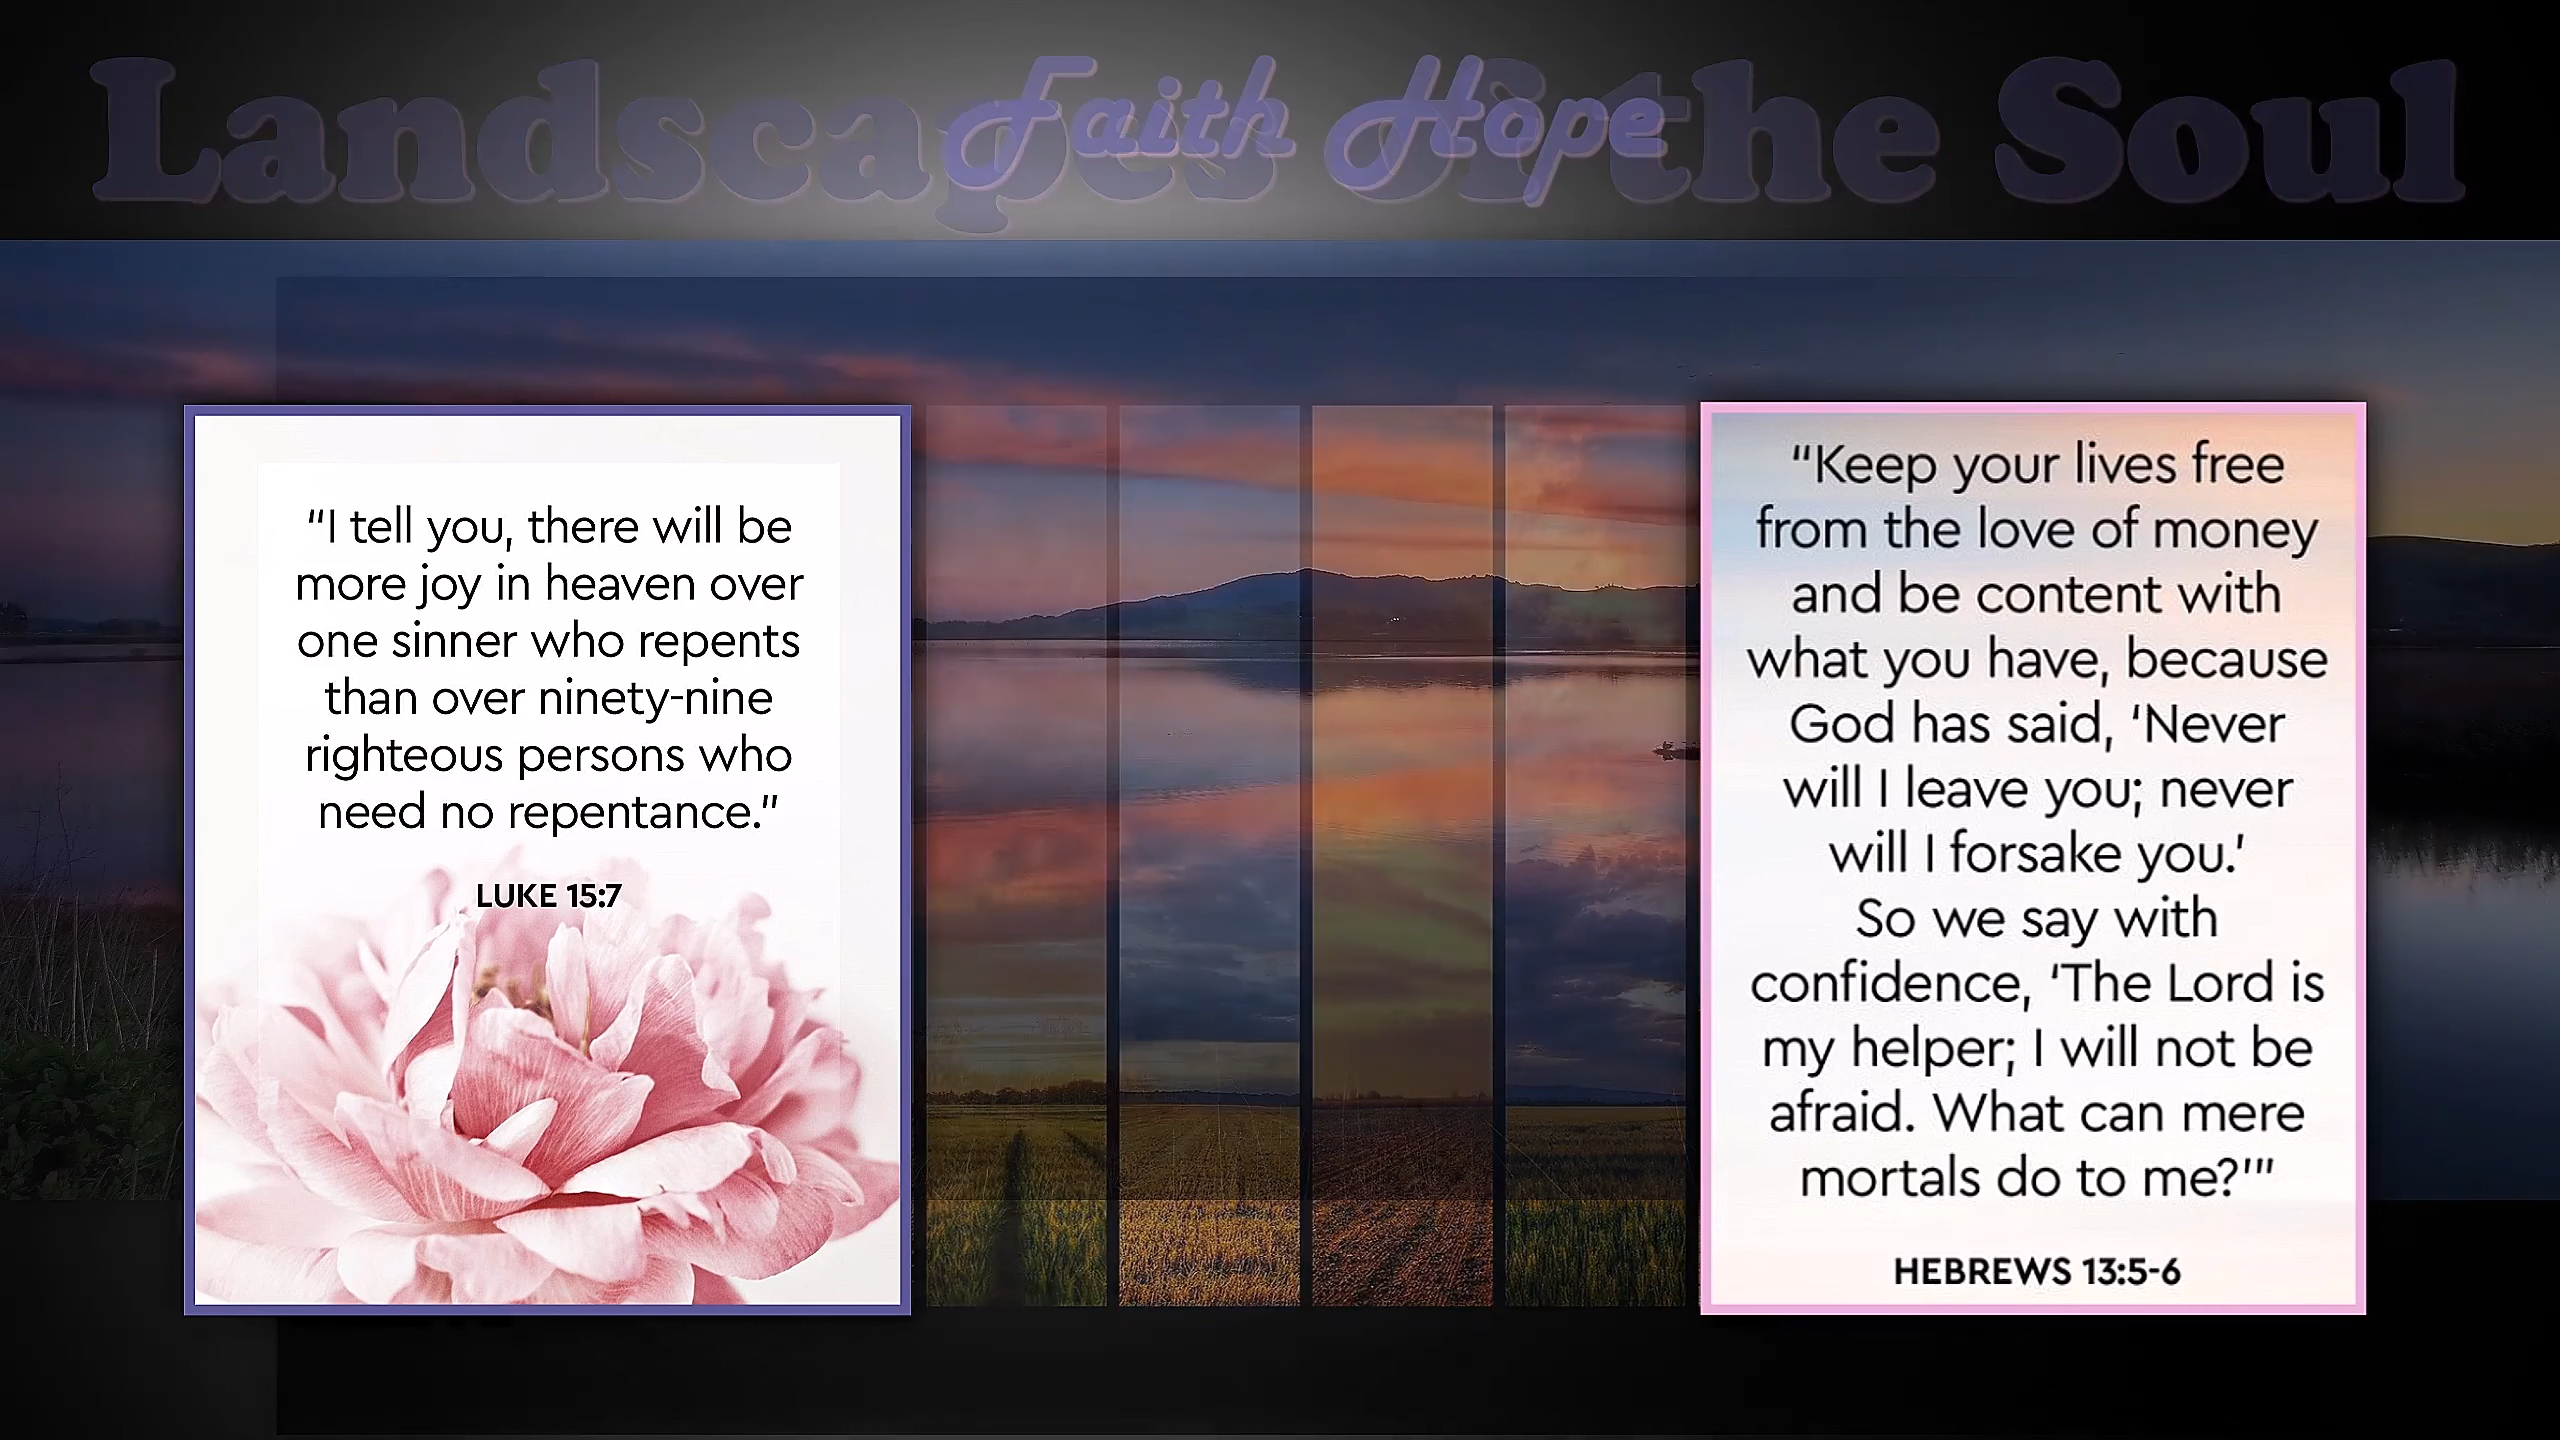 Landscapes of the Soul
Faith Hope
“I tell you, there will be
more joy in heaven over
one sinner who repents
than over ninety-nine
righteous persons who
need no repentance.”
LUKE 15:7
“Keep your lives free
from the love of money
and be content with
what you have, because
God has said, ‘Never
will I leave you; never
will I forsake you.’
So we say with
confidence, ‘The Lord is
my helper; I will not be
afraid. What can mere
mortals do to me?’”
HEBREWS 13:5-6